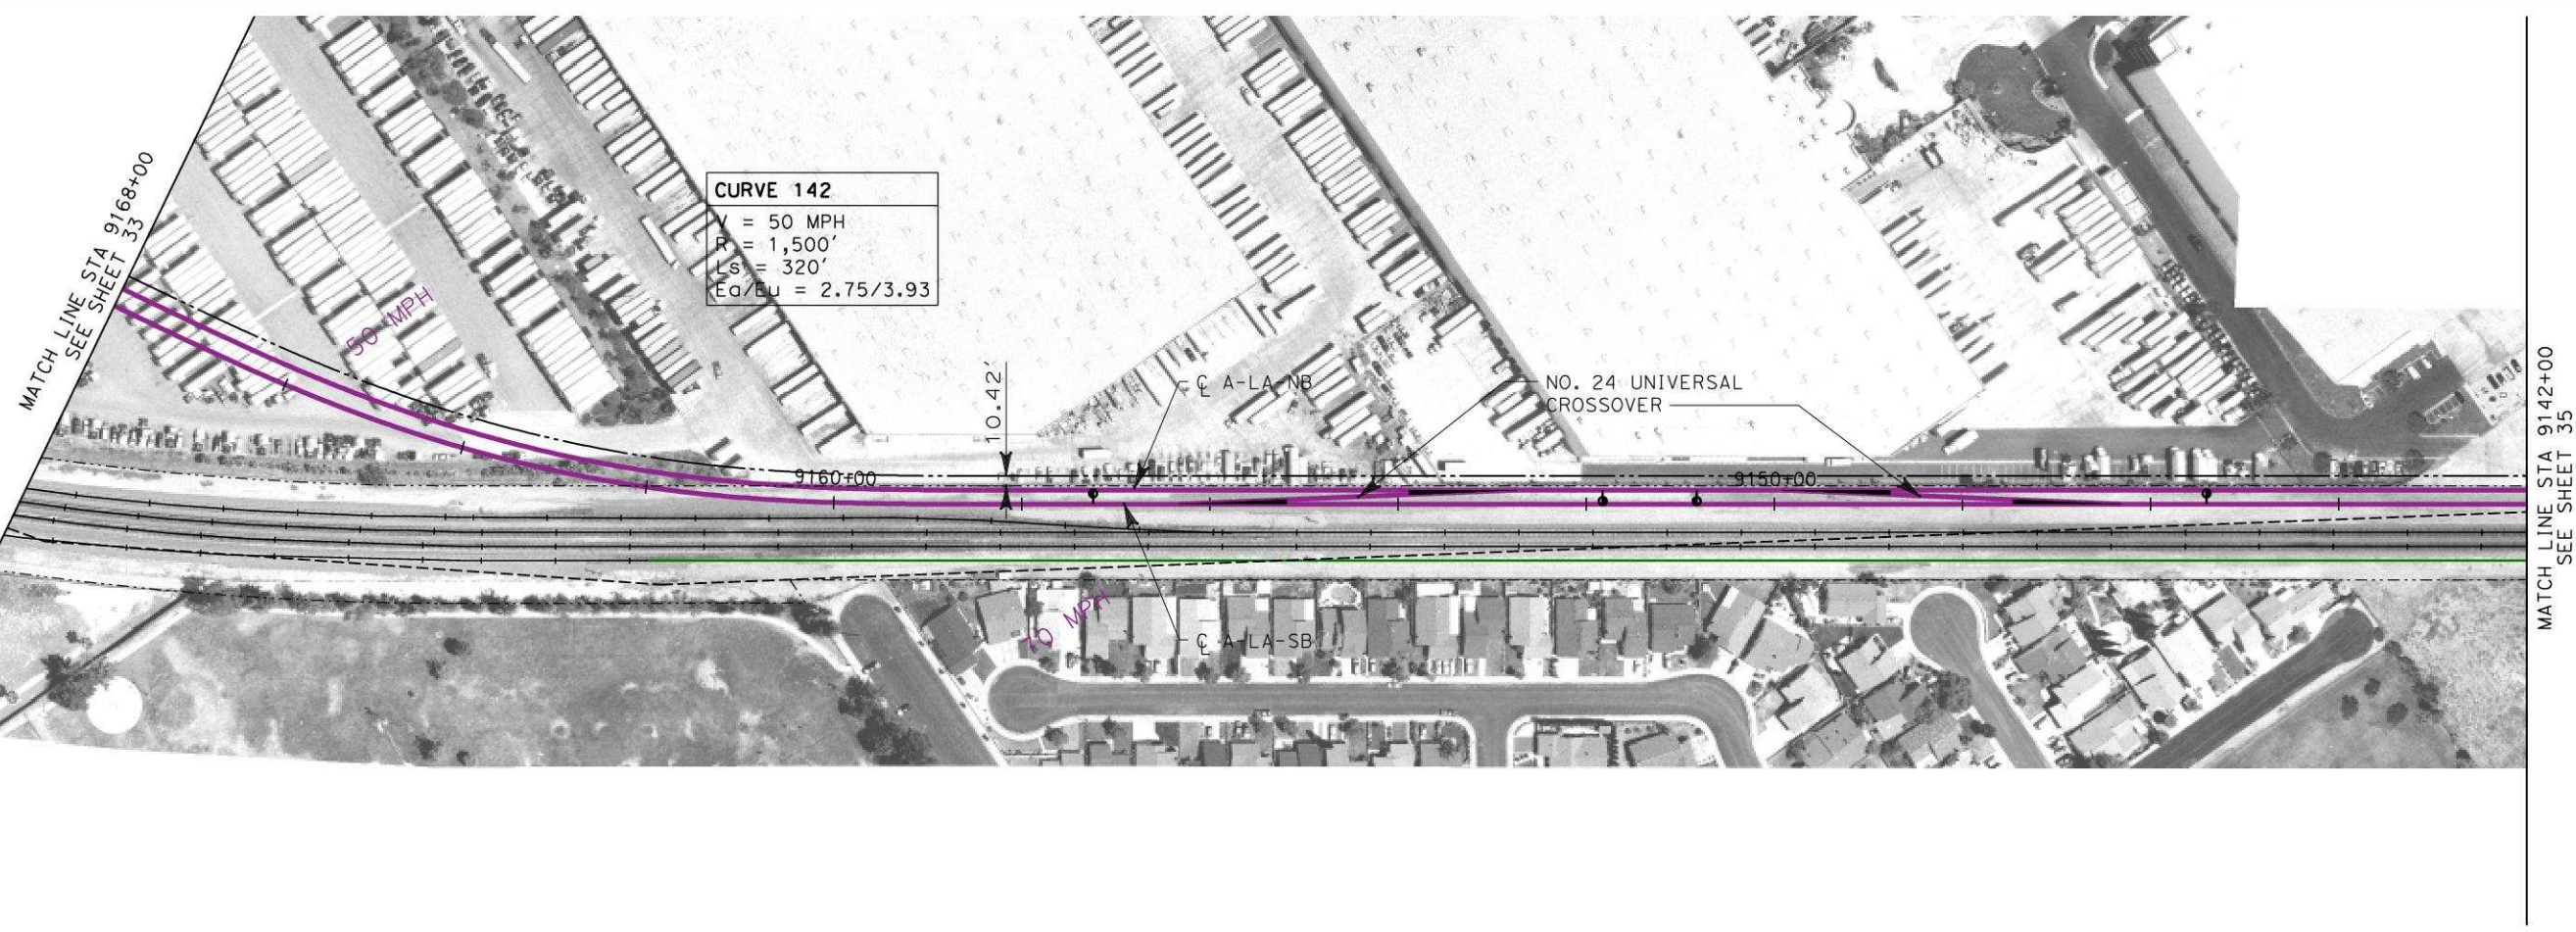 MATCH LINE STA 9168+00
SEE SHEET 33
50 MPH
CURVE 142
V = 50 MPH
R = 1,500′
Ls = 320′
Ea/Eu = 2.75/3.93
10.42′
℄ A-LA-NB
NO. 24 UNIVERSAL
CROSSOVER
9160+00
9150+00
70 MPH
℄ A-LA-SB
MATCH LINE STA 9142+00
SEE SHEET 35